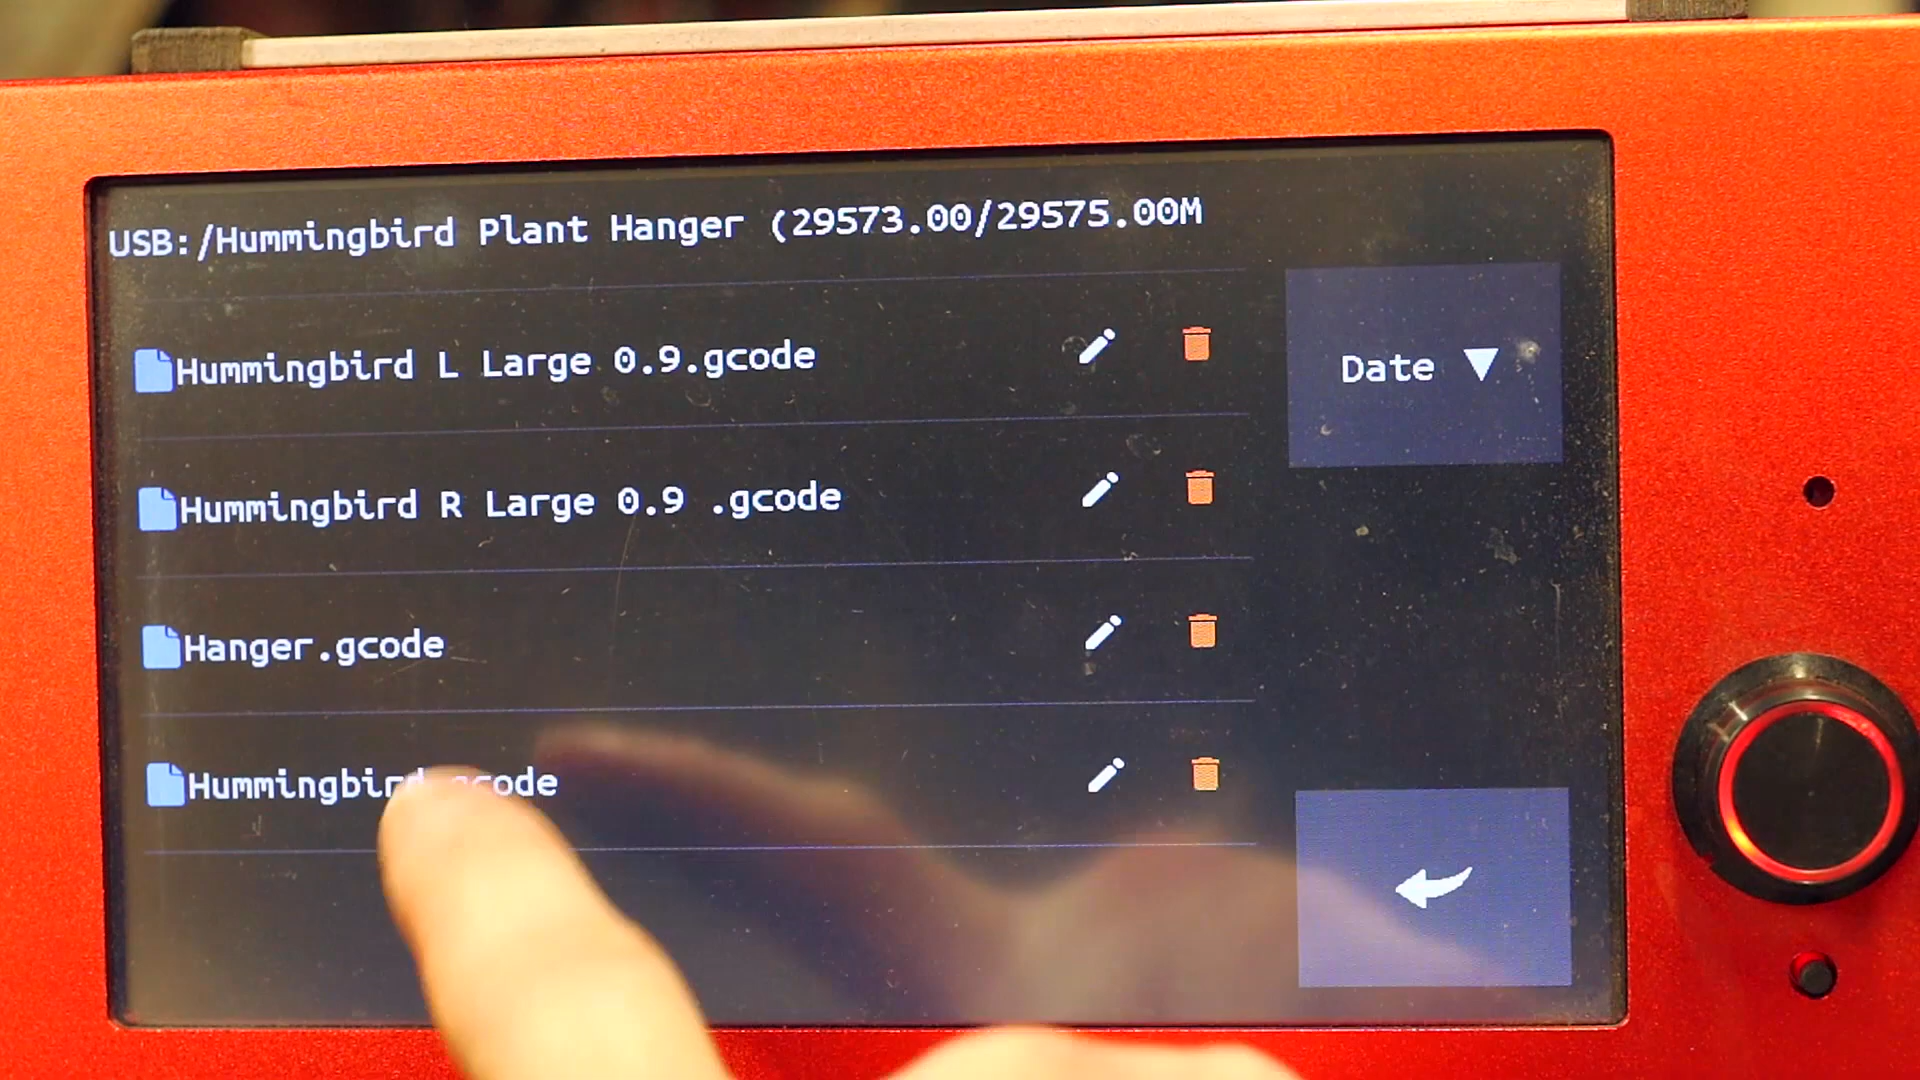 USB:/Hummingbird Plant Hanger (29573.00/29575.00M
Hummingbird L Large 0.9.gcode
Date ▼
Hummingbird R Large 0.9 .gcode
Hanger.gcode
Hummingbird.gcode